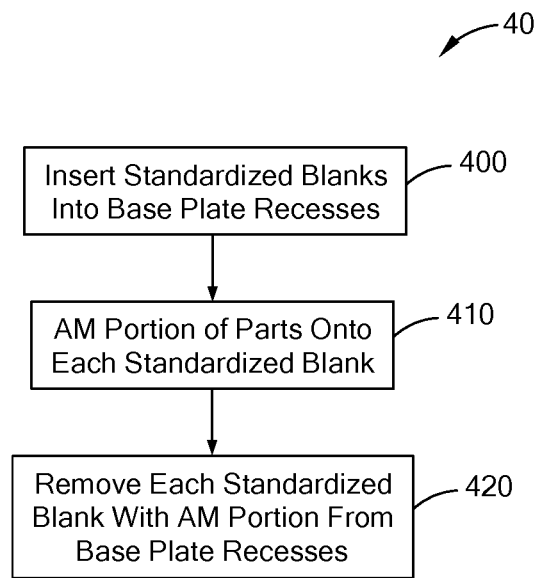 40
400
Insert Standardized Blanks
Into Base Plate Recesses
410
AM Portion of Parts Onto
Each Standardized Blank
420
Remove Each Standardized
Blank With AM Portion From
Base Plate Recesses